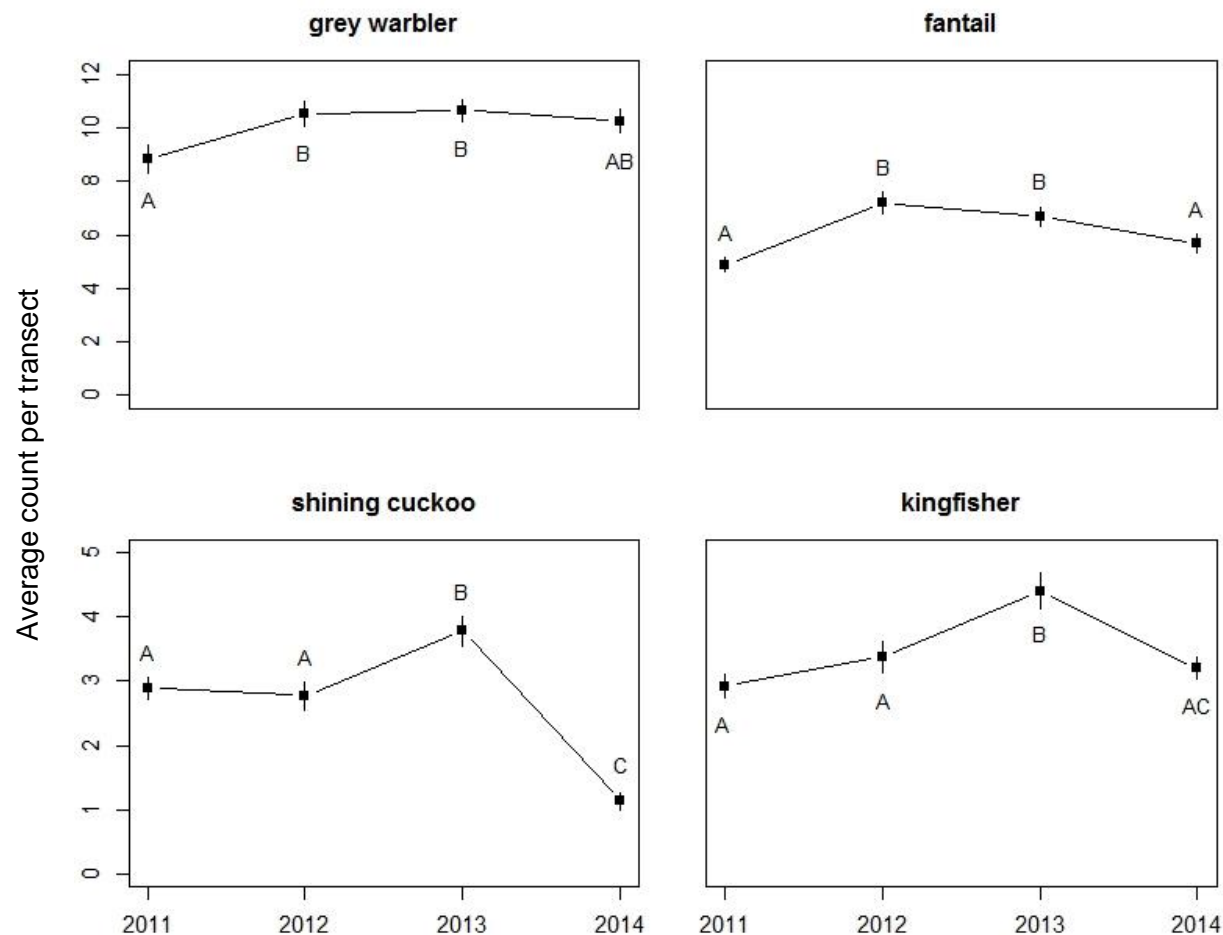 grey warbler
fantail
Average count per transect
12
10
8
6
4
2
0
A
B
B
AB
A
B
B
A
shining cuckoo
kingfisher
5
4
3
2
1
0
A
A
B
C
A
A
B
AC
2011 2012 2013 2014
2011 2012 2013 2014